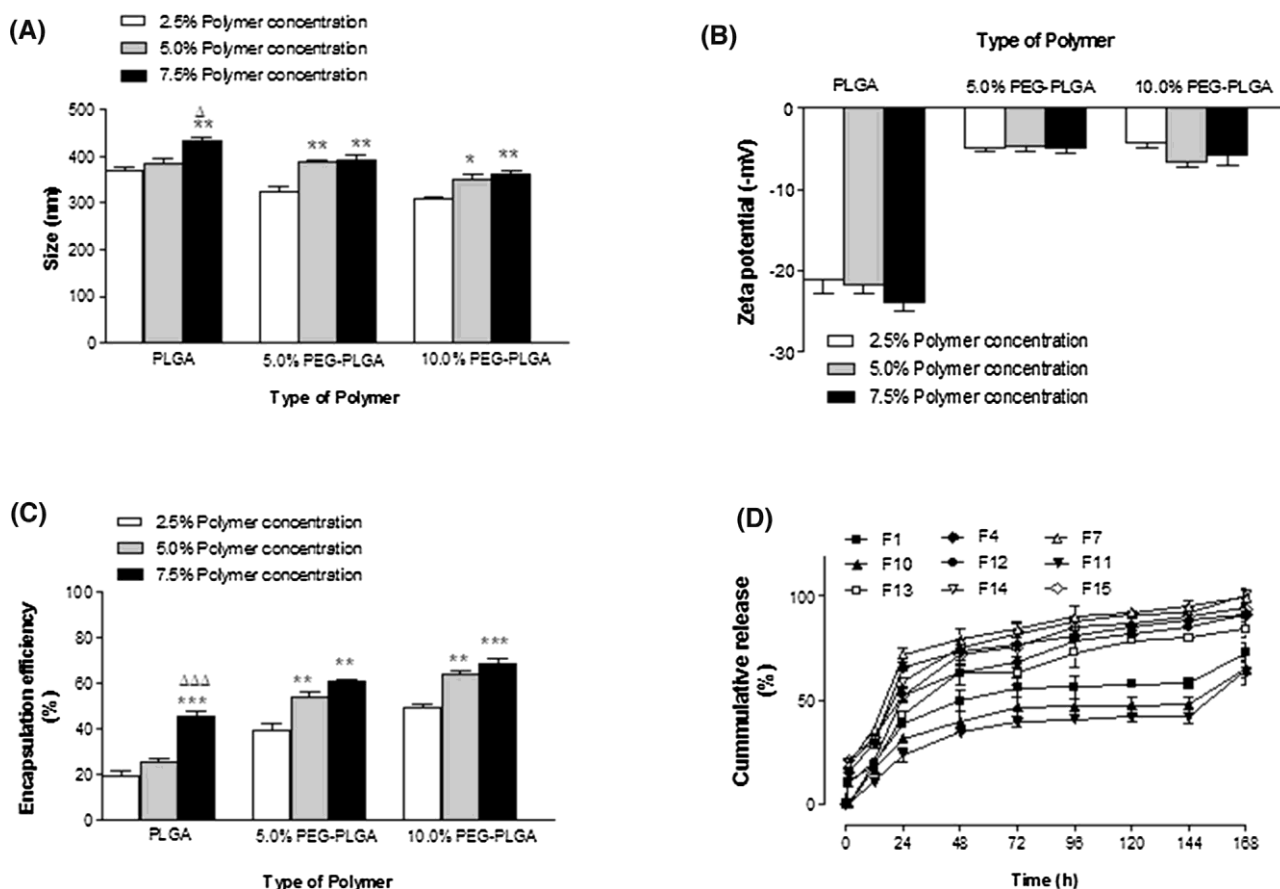 (A)
2.5% Polymer concentration
5.0% Polymer concentration
7.5% Polymer concentration
Size (nm)
500
400
300
200
100
0
Δ
**
** **
* **
PLGA 5.0% PEG-PLGA 10.0% PEG-PLGA
Type of Polymer
(B)
Type of Polymer
PLGA 5.0% PEG-PLGA 10.0% PEG-PLGA
Zeta potential (-mV)
0
-10
-20
-30
2.5% Polymer concentration
5.0% Polymer concentration
7.5% Polymer concentration
(C)
2.5% Polymer concentration
5.0% Polymer concentration
7.5% Polymer concentration
Encapsulation efficiency
(%)
100
80
60
40
20
0
ΔΔΔ
***
** **
** ***
PLGA 5.0% PEG-PLGA 10.0% PEG-PLGA
Type of Polymer
(D)
F1 F4 F7
F10 F12 F11
F13 F14 F15
Cummulative release
(%)
100
50
0
0 24 48 72 96 120 144 168
Time (h)